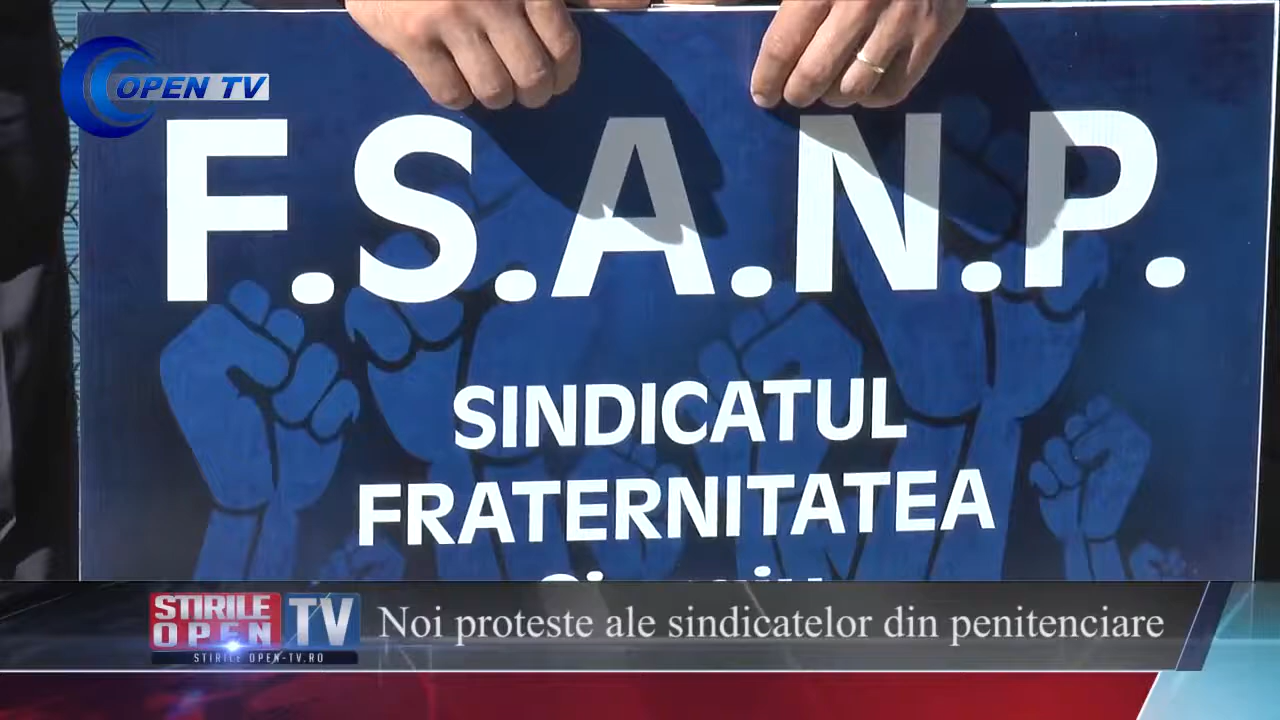 OPEN TV
F.S.A.N.P.
SINDICATUL
FRATERNITATEA
STIRILE
OPEN
TV
STIRILE OPEN-TV.RO
Noi proteste ale sindicatelor din penitenciare